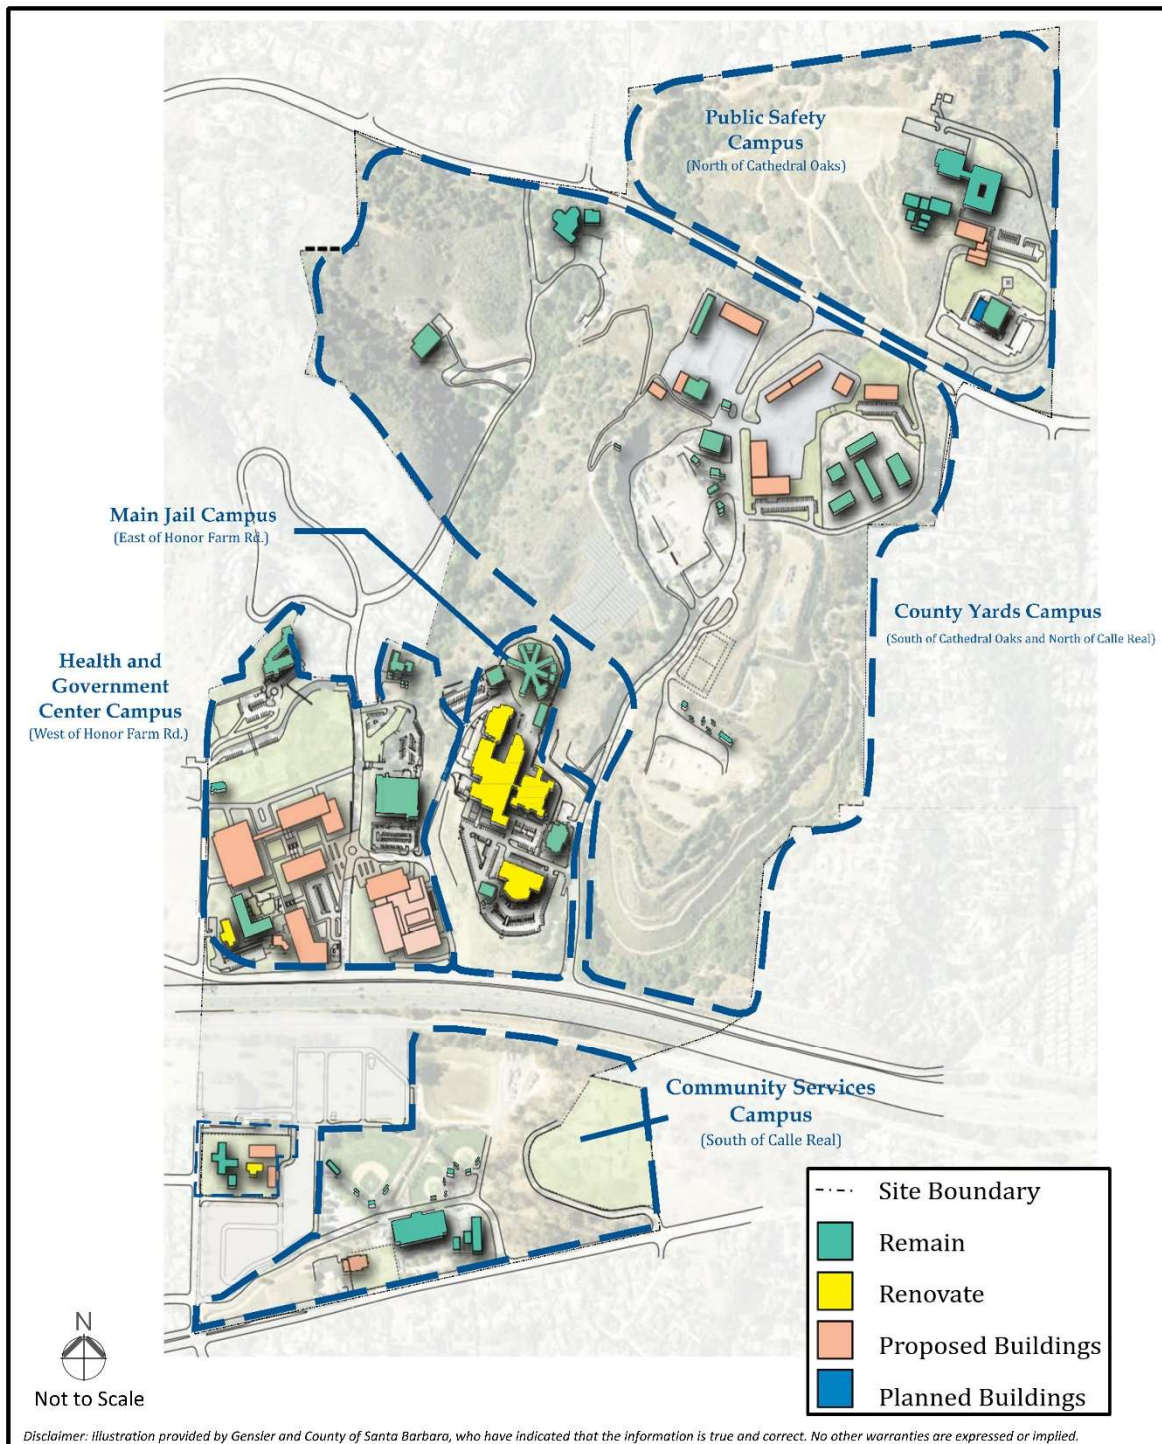 Public Safety
Campus
(North of Cathedral Oaks)
Main Jail Campus
(East of Honor Farm Rd.)
County Yards Campus
(South of Cathedral Oaks and North of Calle Real)
Health and
Government
Center Campus
(West of Honor Farm Rd.)
Community Services
Campus
(South of Calle Real)
Site Boundary
Remain
Renovate
Proposed Buildings
Planned Buildings
N
Not to Scale
Disclaimer: Illustration provided by Gensler and County of Santa Barbara, who have indicated that the information is true and correct. No other warranties are expressed or implied.